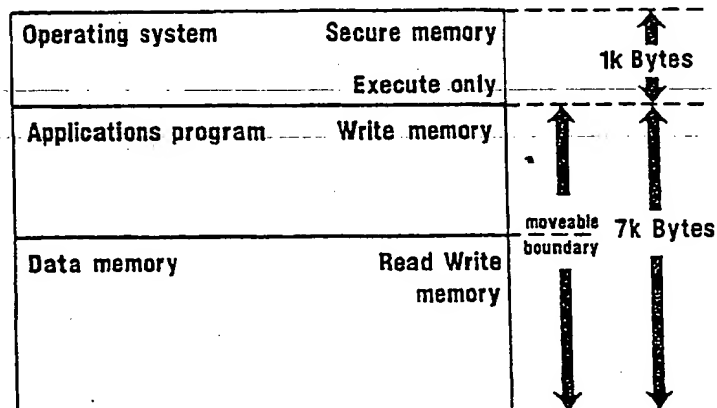 Operating system Secure memory
1k Bytes
Execute only
Applications program Write memory
moveable
boundary
7k Bytes
Data memory Read Write
memory